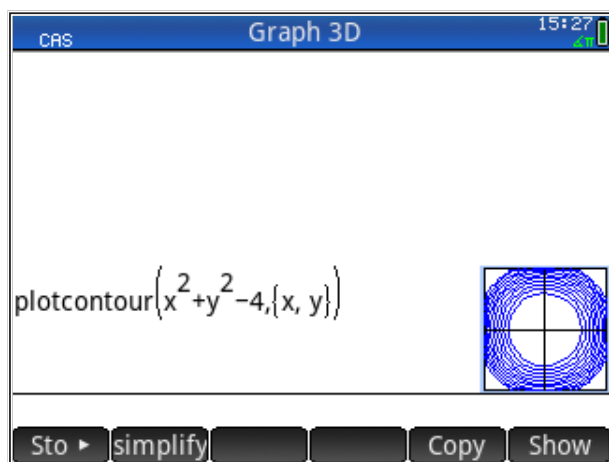 CAS Graph 3D 15:27
∡π
plotcontour(x²+y²−4,{x, y})
Sto ► simplify Copy Show